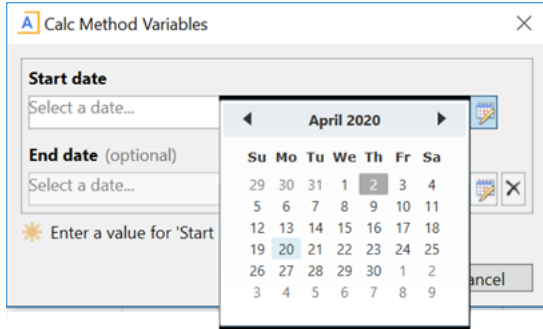 A Calc Method Variables
Start date
Select a date...
April 2020
Su Mo Tu We Th Fr Sa
29 30 31 1 2 3 4
5 6 7 8 9 10 11
12 13 14 15 16 17 18
19 20 21 22 23 24 25
26 27 28 29 30 1 2
3 4 5 6 7 8 9
End date (optional)
Select a date...
Enter a value for 'Start
ancel